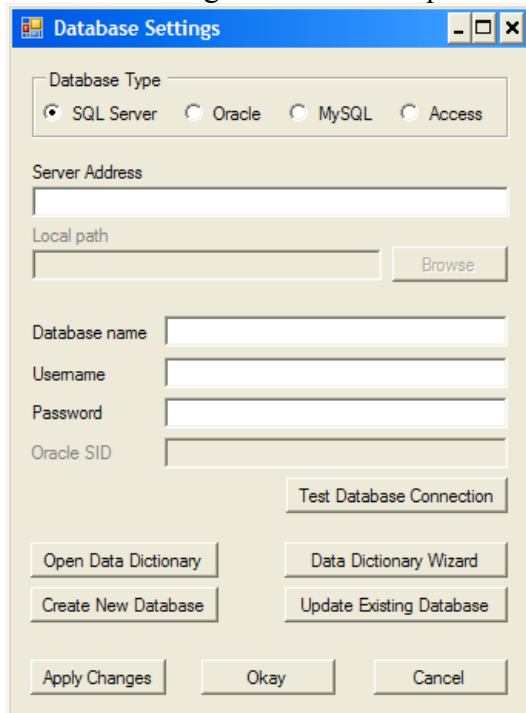 Database Settings
Database Type
SQL Server Oracle MySQL Access
Server Address
Local path
Browse
Database name
Username
Password
Oracle SID
Test Database Connection
Open Data Dictionary Data Dictionary Wizard
Create New Database Update Existing Database
Apply Changes Okay Cancel